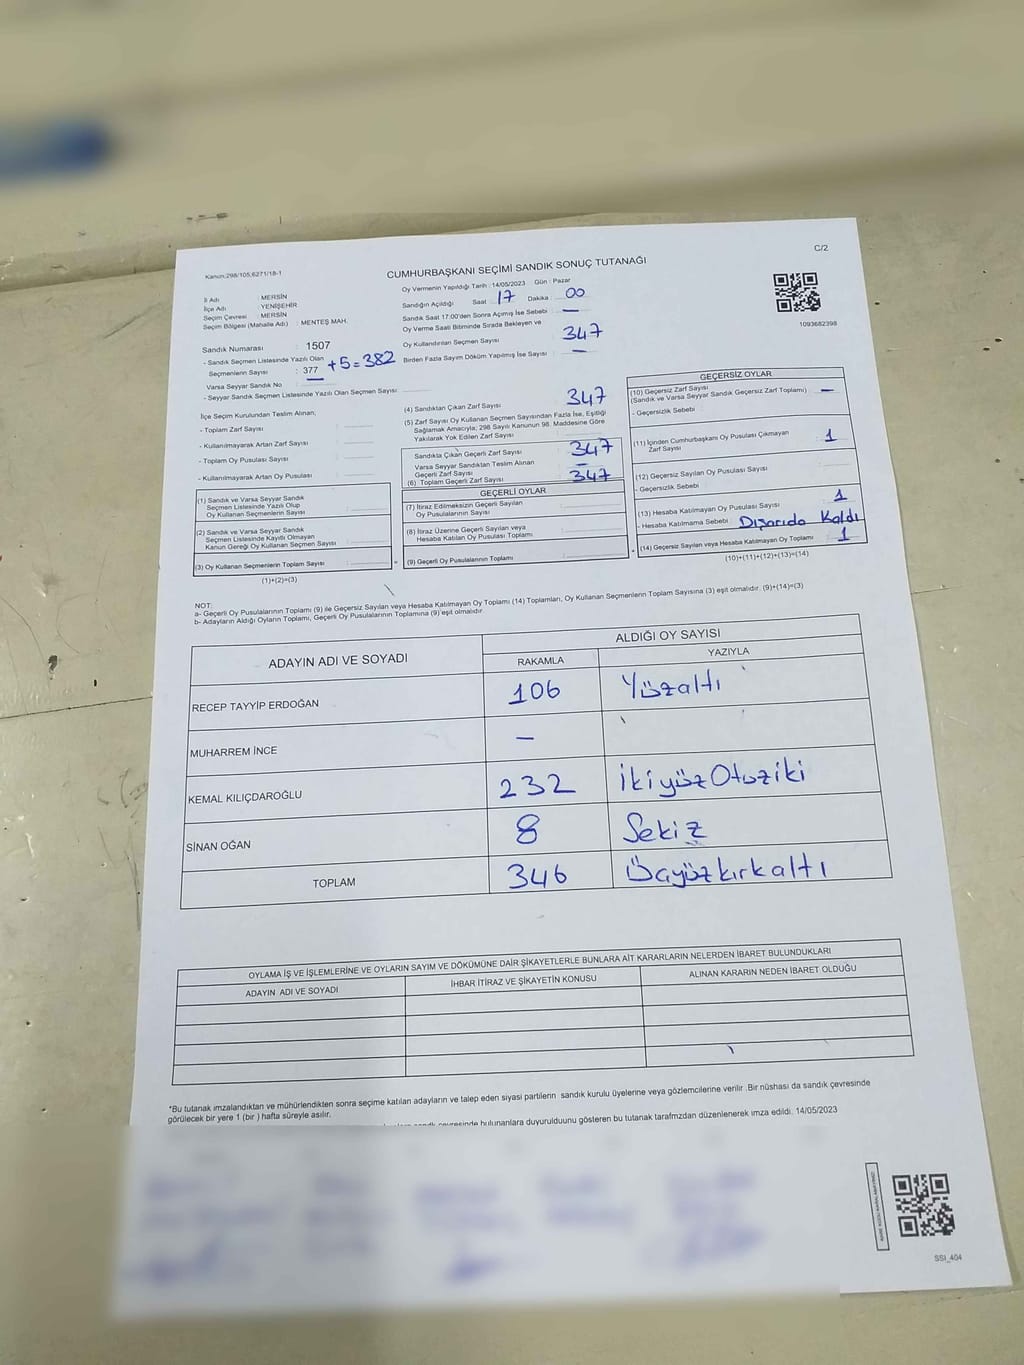 C/2
Kanun:298/105,6271/18-1
CUMHURBAŞKANI SEÇİMİ SANDIK SONUÇ TUTANAĞI
İl Adı : MERSİN
İlçe Adı : YENİŞEHİR
Seçim Çevresi : MERSİN
Seçim Bölgesi (Mahalle Adı) : MENTEŞ MAH.
Oy Vermenin Yapıldığı Tarih : 14/05/2023 Gün : Pazar
Sandığın Açıldığı Saat 17 Dakika : 00
Sandık Saat 17:00'den Sonra Açımış İse Sebebi : —
Oy Verme Saati Bitiminde Sırada Bekleyen ve
Oy Kullandırılan Seçmen Sayısı 347
Birden Fazla Sayım Döküm Yapılmış İse Sayısı : —
1093682398
Sandık Numarası : 1507
- Sandık Seçmen Listesinde Yazılı Olan
Seçmenlerin Sayısı : 377 +5=382
Varsa Seyyar Sandık No :
- Seyyar Seçmen Listesinde Yazılı Olan Seçmen Sayısı :
İlçe Seçim Kurulundan Teslim Alınan;
- Toplam Zarf Sayısı :
- Kullanılmayarak Artan Zarf Sayısı :
- Toplam Oy Pusulası Sayısı :
- Kullanılmayarak Artan Oy Pusulası :
(1) Sandık ve Varsa Seyyar Sandık
Seçmen Listesinde Yazılı Olup
Oy Kullanan Seçmenlerin Sayısı :
(2) Sandık ve Varsa Seyyar Sandık
Seçmen Listesinde Kayıtlı Olmayan
Kanun Gereği Oy Kullanan Seçmen Sayısı :
(3) Oy Kullanan Seçmenlerin Toplam Sayısı :
(1)+(2)=(3)
(4) Sandıktan Çıkan Zarf Sayısı : 347
(5) Zarf Sayısı Oy Kullanan Seçmen Sayısından Fazla İse, Eşitliği
Sağlamak Amacıyla; 298 Sayılı Kanunun 98. Maddesine Göre
Yakılarak Yok Edilen Zarf Sayısı :
Sandıkta Çıkan Geçerli Zarf Sayısı 347
Varsa Seyyar Sandıktan Teslim Alınan
Geçerli Zarf Sayısı —
(6) Toplam Geçerli Zarf Sayısı : 347
GEÇERLİ OYLAR
(7) İtiraz Edilmeksizin Geçerli Sayılan
Oy Pusulalarının Sayısı :
(8) İtiraz Üzerine Geçerli Sayılan veya
Hesaba Katılan Oy Pusulası Toplamı :
(9) Geçerli Oy Pusulalarının Toplamı :
GEÇERSİZ OYLAR
(10) Geçersiz Zarf Sayısı
(Sandık ve Varsa Seyyar Sandık Geçersiz Zarf Toplamı) : —
- Geçersizlik Sebebi :
(11) İçinden Cumhurbaşkanı Oy Pusulası Çıkmayan
Zarf Sayısı : 1
(12) Geçersiz Sayılan Oy Pusulası Sayısı :
- Geçersizlik Sebebi :
(13) Hesaba Katılmayan Oy Pusulası Sayısı : 1
- Hesaba Katılmama Sebebi : Dışarıda Kaldı
(14) Geçersiz Sayılan veya Hesaba Katılmayan Oy Toplamı : 1
(10)+(11)+(12)+(13)=(14)
NOT:
a- Geçerli Oy Pusulalarının Toplamı (9) ile Geçersiz Sayılan veya Hesaba Katılmayan Oy Toplamı (14) Toplamları, Oy Kullanan Seçmenlerin Toplam Sayısına (3) eşit olmalıdır. (9)+(14)=(3)
b- Adayların Aldığı Oyların Toplamı, Geçerli Oy Pusulalarının Toplamına (9) eşit olmalıdır.
ADAYIN ADI VE SOYADI
ALDIĞI OY SAYISI
RAKAMLA YAZIYLA
RECEP TAYYİP ERDOĞAN 106 Yüzaltı
MUHARREM İNCE —
KEMAL KILIÇDAROĞLU 232 İkiyüzOtuziki
SİNAN OĞAN 8 Sekiz
TOPLAM 346 Üçyüzkırkaltı
OYLAMA İŞ VE İŞLEMLERİNE VE OYLARIN SAYIM VE DÖKÜMÜNE DAİR ŞİKAYETLERLE BUNLARA AİT KARARLARIN NELERDEN İBARET BULUNDUKLARI
ADAYIN ADI VE SOYADI İHBAR İTİRAZ VE ŞİKAYETİN KONUSU ALINAN KARARIN NEDEN İBARET OLDUĞU
*Bu tutanak imzalandıktan ve mühürlendikten sonra seçime katılan adayların ve talep eden siyasi partilerin sandık kurulu üyelerine veya gözlemcilerine verilir .Bir nüshası da sandık çevresinde
görülecek bir yere 1 (bir ) hafta süreyle asılır.
bulunanlara duyurulduunu gösteren bu tutanak tarafmzdan düzenlenerek imza edildi. 14/05/2023
SSI_404